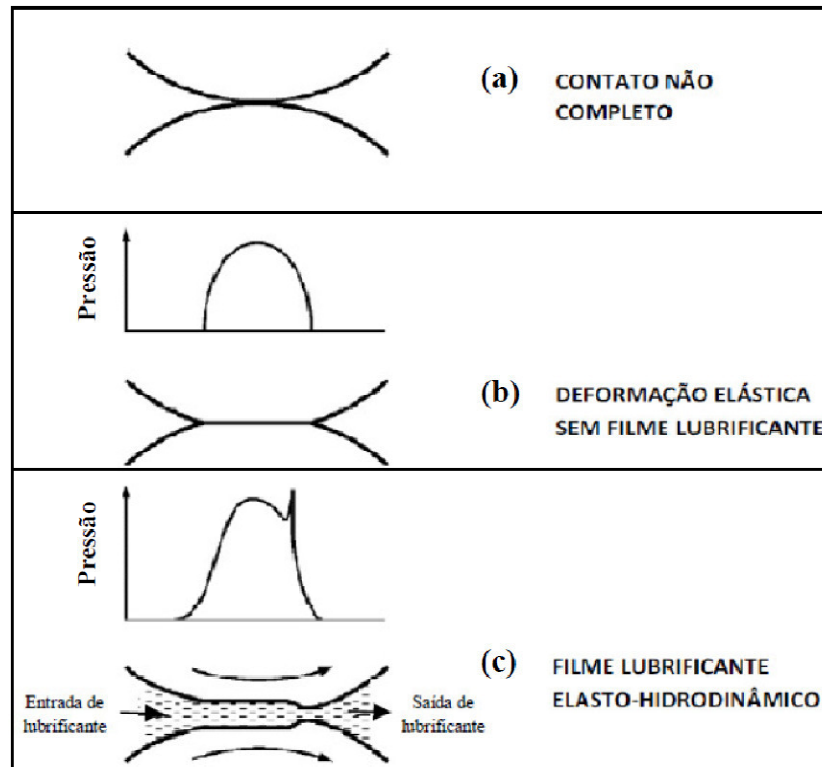 (a) CONTATO NÃO
COMPLETO
Pressão
(b) DEFORMAÇÃO ELÁSTICA
SEM FILME LUBRIFICANTE
Pressão
(c) FILME LUBRIFICANTE
ELASTO-HIDRODINÂMICO
Entrada de
lubrificante
Saída de
lubrificante